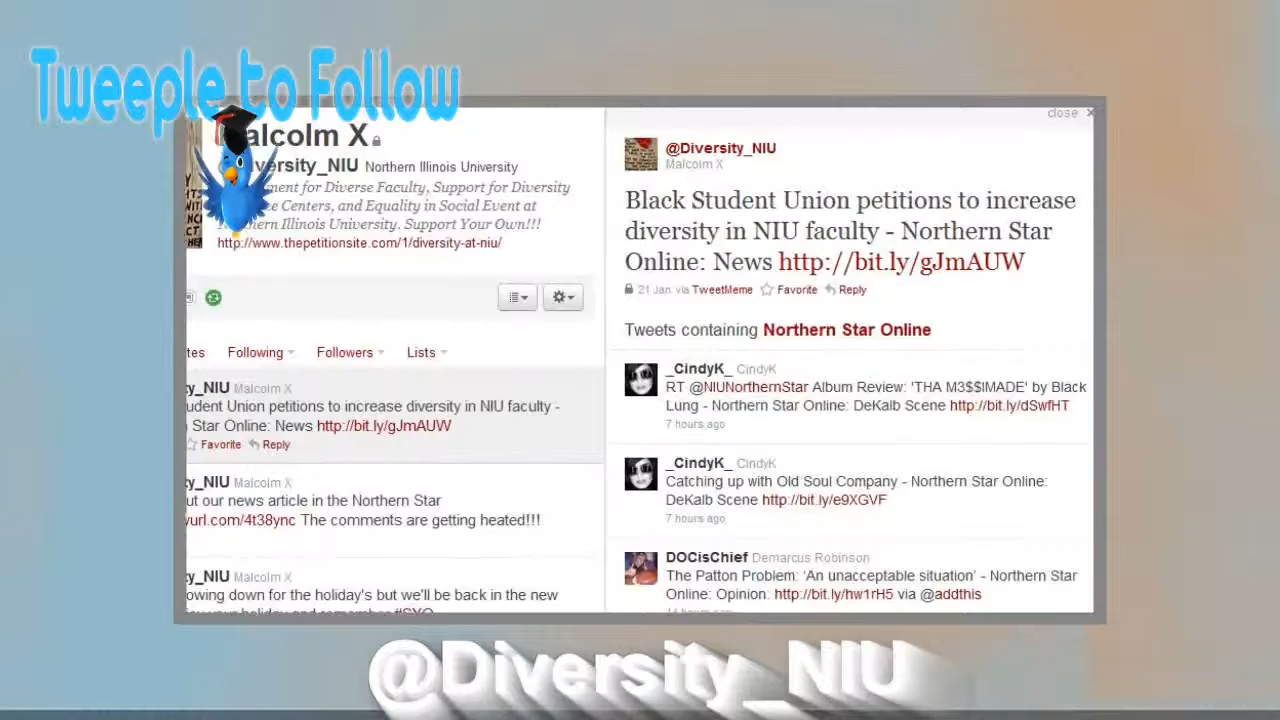 Tweeple to Follow
Malcolm X
Diversity_NIU Northern Illinois University
for Diverse Faculty, Support for Diversity
Centers, and Equality in Social Event at
Northern Illinois University. Support Your Own!!!
http://www.thepetitionsite.com/1/diversity-at-niu/
Following
Followers
Lists
_NIU Malcolm X
udent Union petitions to increase diversity in NIU faculty -
Star Online: News http://bit.ly/gJmAUW
Favorite Reply
_NIU Malcolm X
ut our news article in the Northern Star
url.com/4t38ync The comments are getting heated!!!
_NIU Malcolm X
owing down for the holiday's but we'll be back in the new
your holiday and remember
close ×
@Diversity_NIU
Malcolm X
Black Student Union petitions to increase
diversity in NIU faculty - Northern Star
Online: News http://bit.ly/gJmAUW
21 Jan via TweetMeme Favorite Reply
Tweets containing Northern Star Online
_CindyK_ CindyK
RT @NIUNorthernStar Album Review: 'THA M3$$IMADE' by Black
Lung - Northern Star Online: DeKalb Scene http://bit.ly/dSwfHT
7 hours ago
_CindyK_ CindyK
Catching up with Old Soul Company - Northern Star Online:
DeKalb Scene http://bit.ly/e9XGVF
7 hours ago
DOCisChief Demarcus Robinson
The Patton Problem: 'An unacceptable situation' - Northern Star
Online: Opinion. http://bit.ly/hw1rH5 via @addthis
@Diversity_NIU